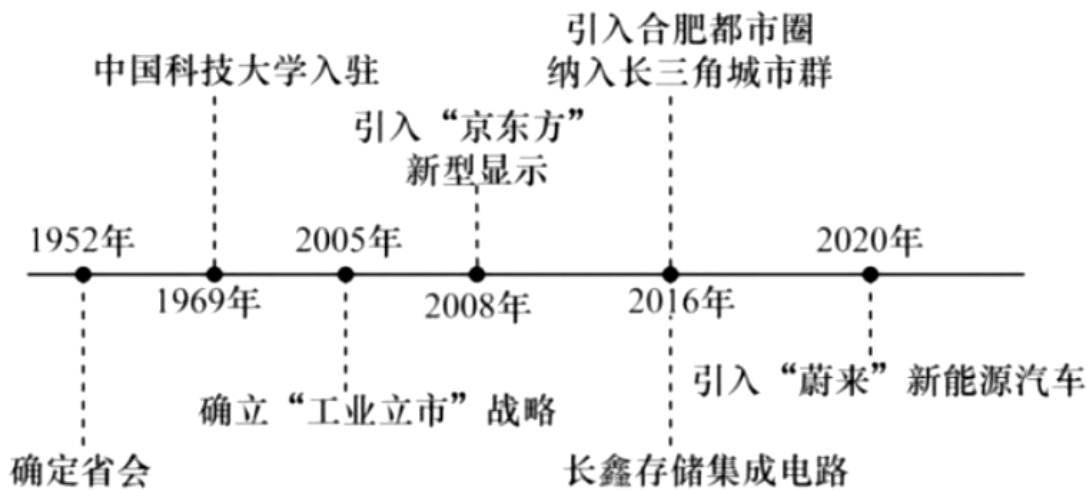 引入合肥都市圈
纳入长三角城市群
中国科技大学入驻
引入“京东方”
新型显示
1952年
2005年
2020年
1969年
2008年
2016年
引入“蔚来”新能源汽车
确立“工业立市”战略
确定省会
长鑫存储集成电路